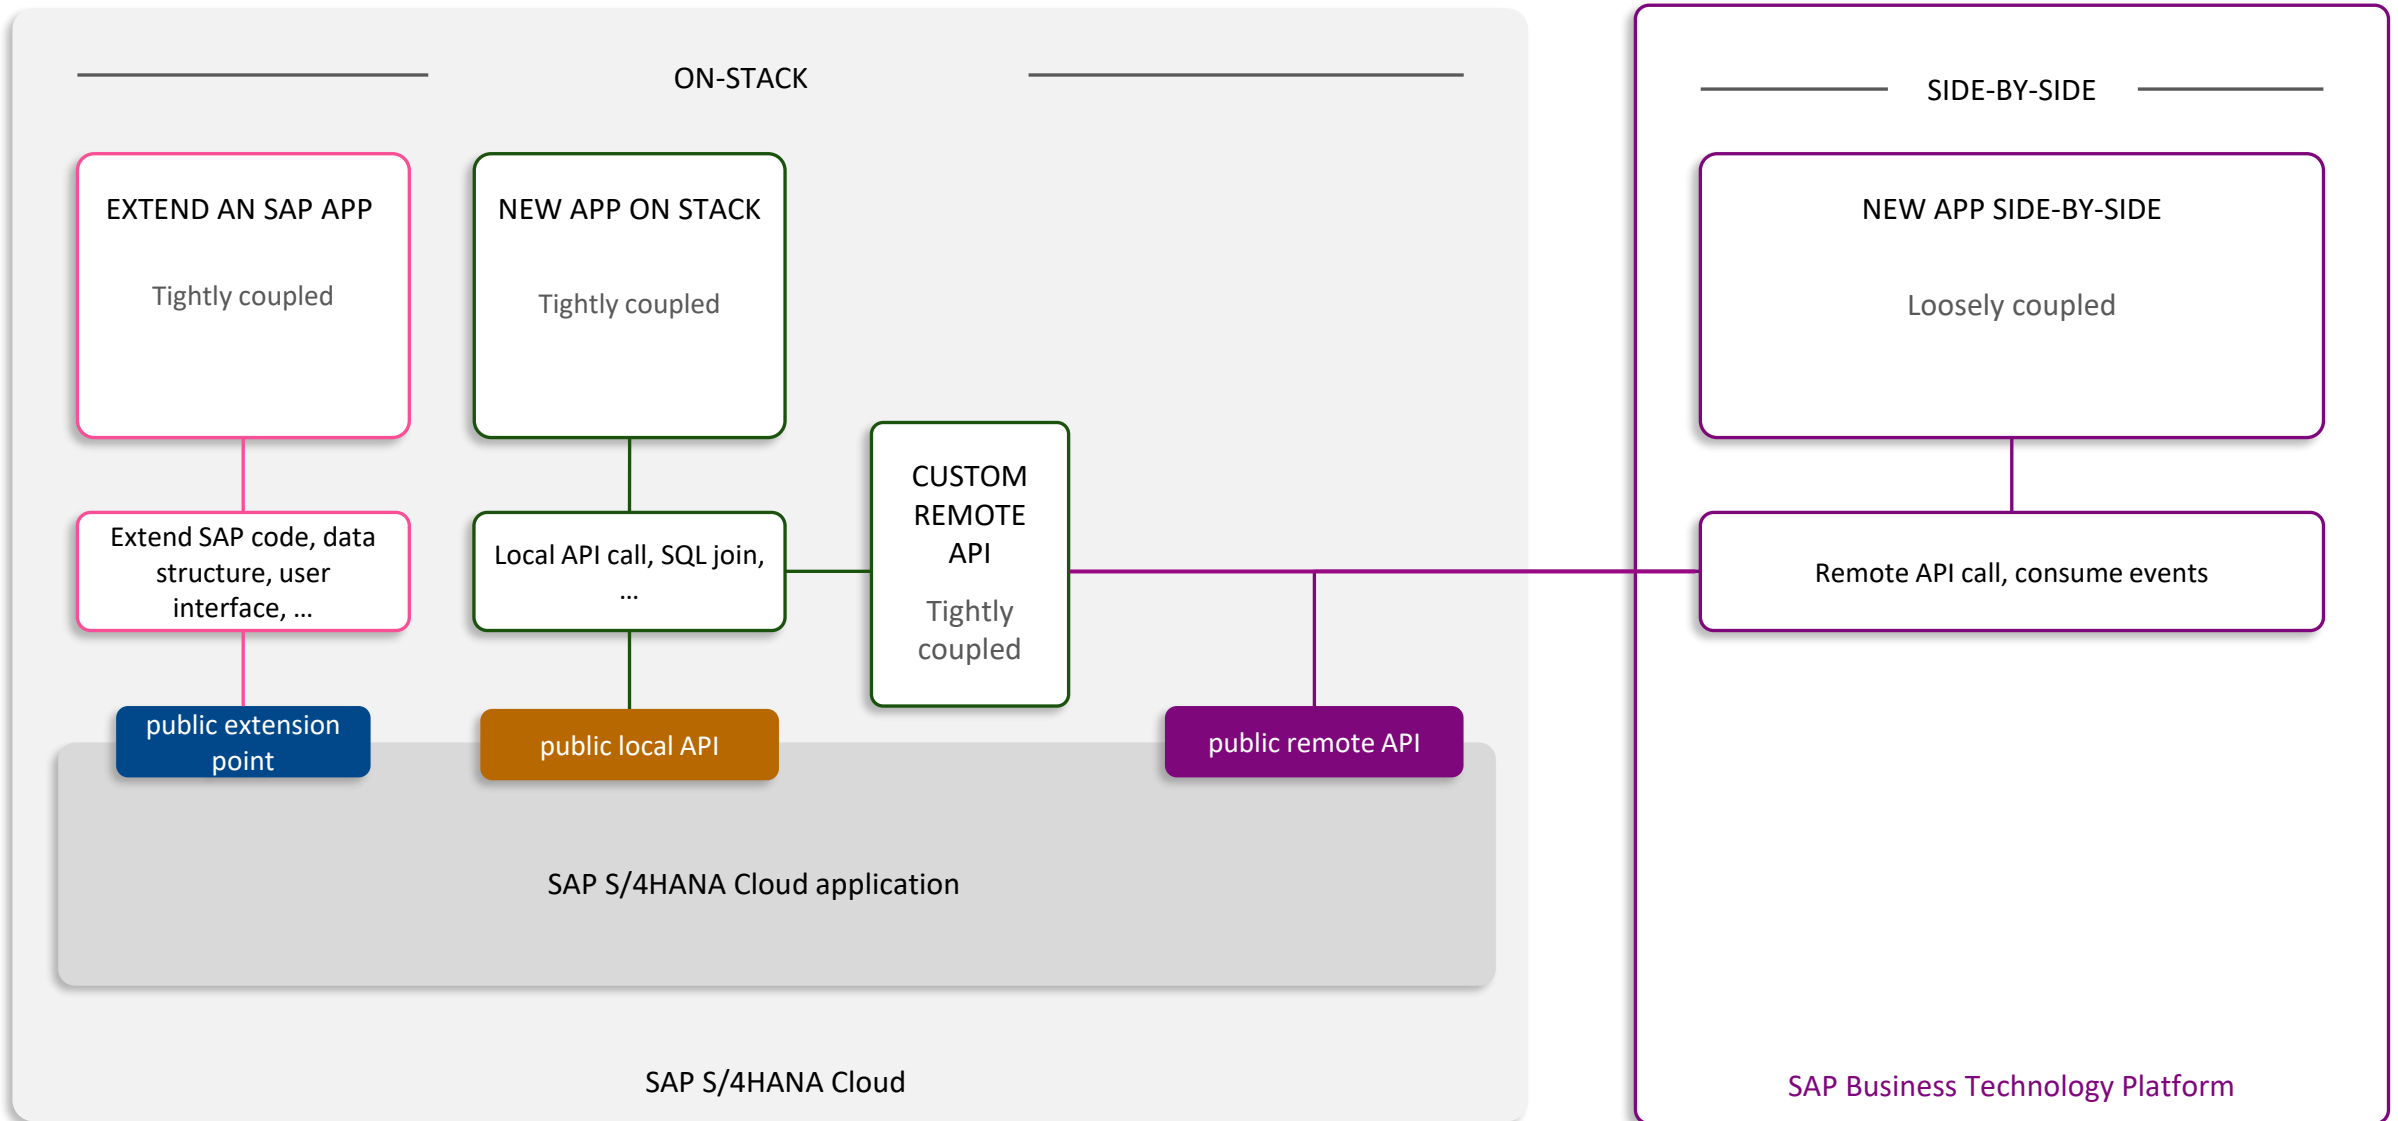 ON-STACK
SIDE-BY-SIDE
EXTEND AN SAP APP
Tightly coupled
NEW APP ON STACK
Tightly coupled
NEW APP SIDE-BY-SIDE
Loosely coupled
Extend SAP code, data
structure, user
interface, ...
Local API call, SQL join,
...
CUSTOM
REMOTE
API
Tightly
coupled
Remote API call, consume events
public extension
point
public local API
public remote API
SAP S/4HANA Cloud application
SAP S/4HANA Cloud
SAP Business Technology Platform